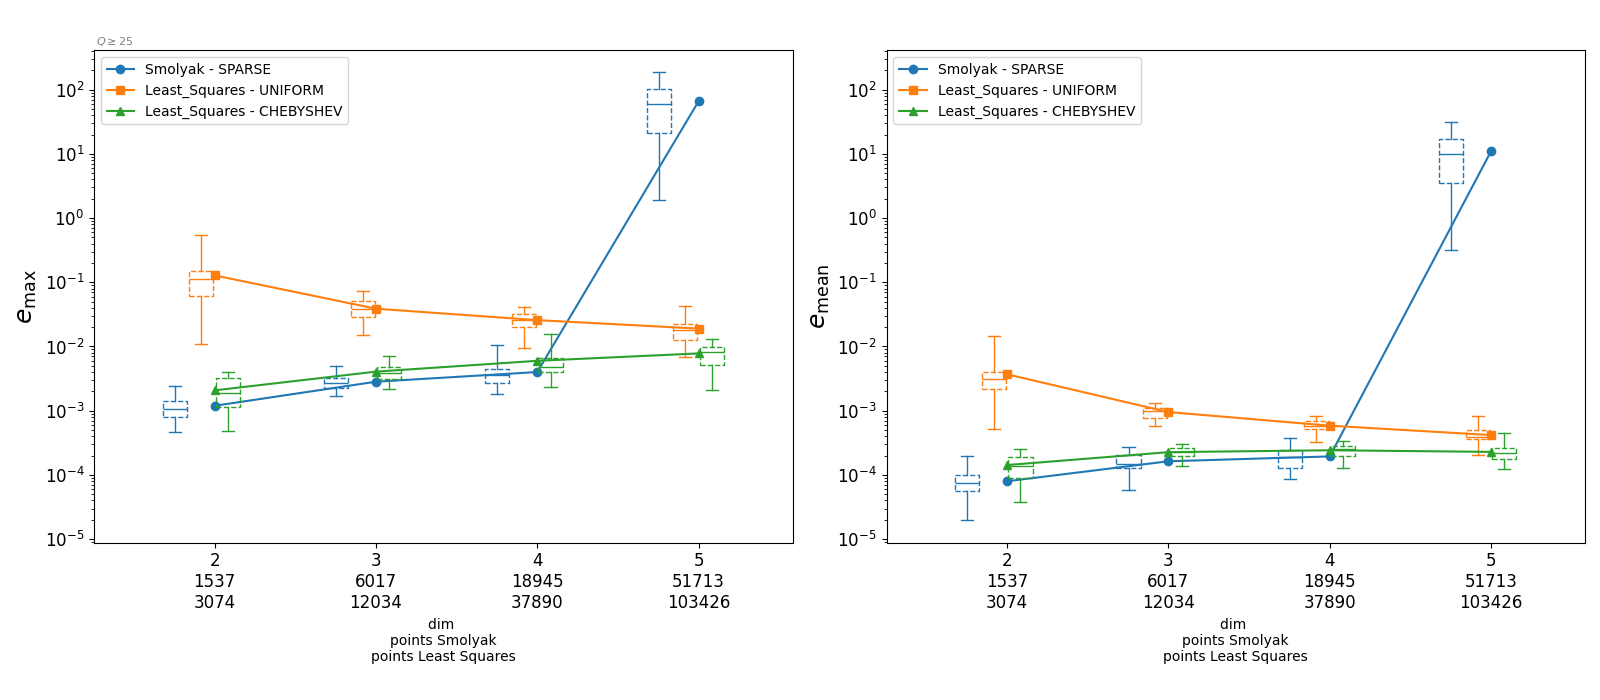 Q ≥ 25
Smolyak - SPARSE
Least_Squares - UNIFORM
Least_Squares - CHEBYSHEV
10²
10¹
10⁰
10⁻¹
10⁻²
10⁻³
10⁻⁴
10⁻⁵
e_max
2 3 4 5
1537 6017 18945 51713
3074 12034 37890 103426
dim
points Smolyak
points Least Squares
Smolyak - SPARSE
Least_Squares - UNIFORM
Least_Squares - CHEBYSHEV
10²
10¹
10⁰
10⁻¹
10⁻²
10⁻³
10⁻⁴
10⁻�5
e_mean
2 3 4 5
1537 6017 18945 51713
3074 12034 37890 103426
dim
points Smolyak
points Least Squares